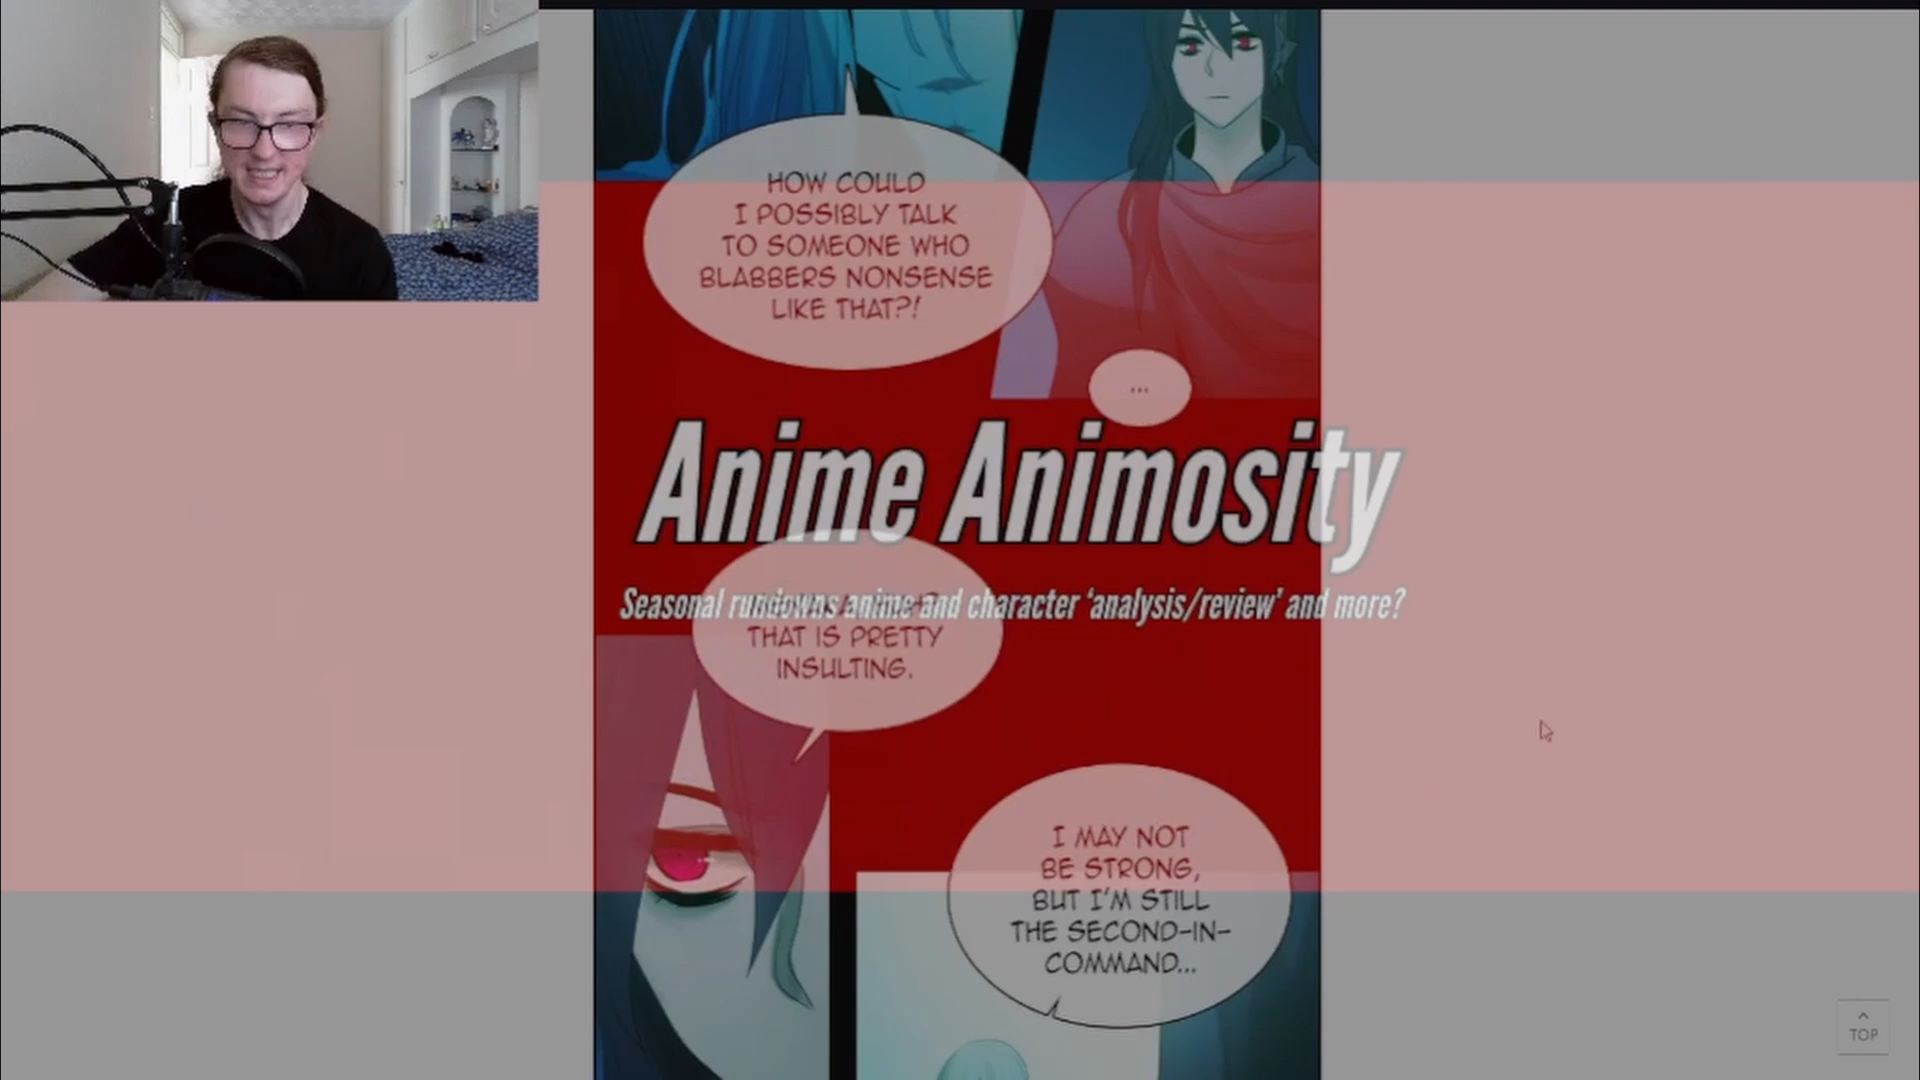 HOW COULD
I POSSIBLY TALK
TO SOMEONE WHO
BLABBERS NONSENSE
LIKE THAT?!
...
Anime Animosity
Seasonal rundowns anime and character ‘analysis/review’ and more?
THAT IS PRETTY
INSULTING.
I MAY NOT
BE STRONG,
BUT I'M STILL
THE SECOND-IN-
COMMAND...
TOP